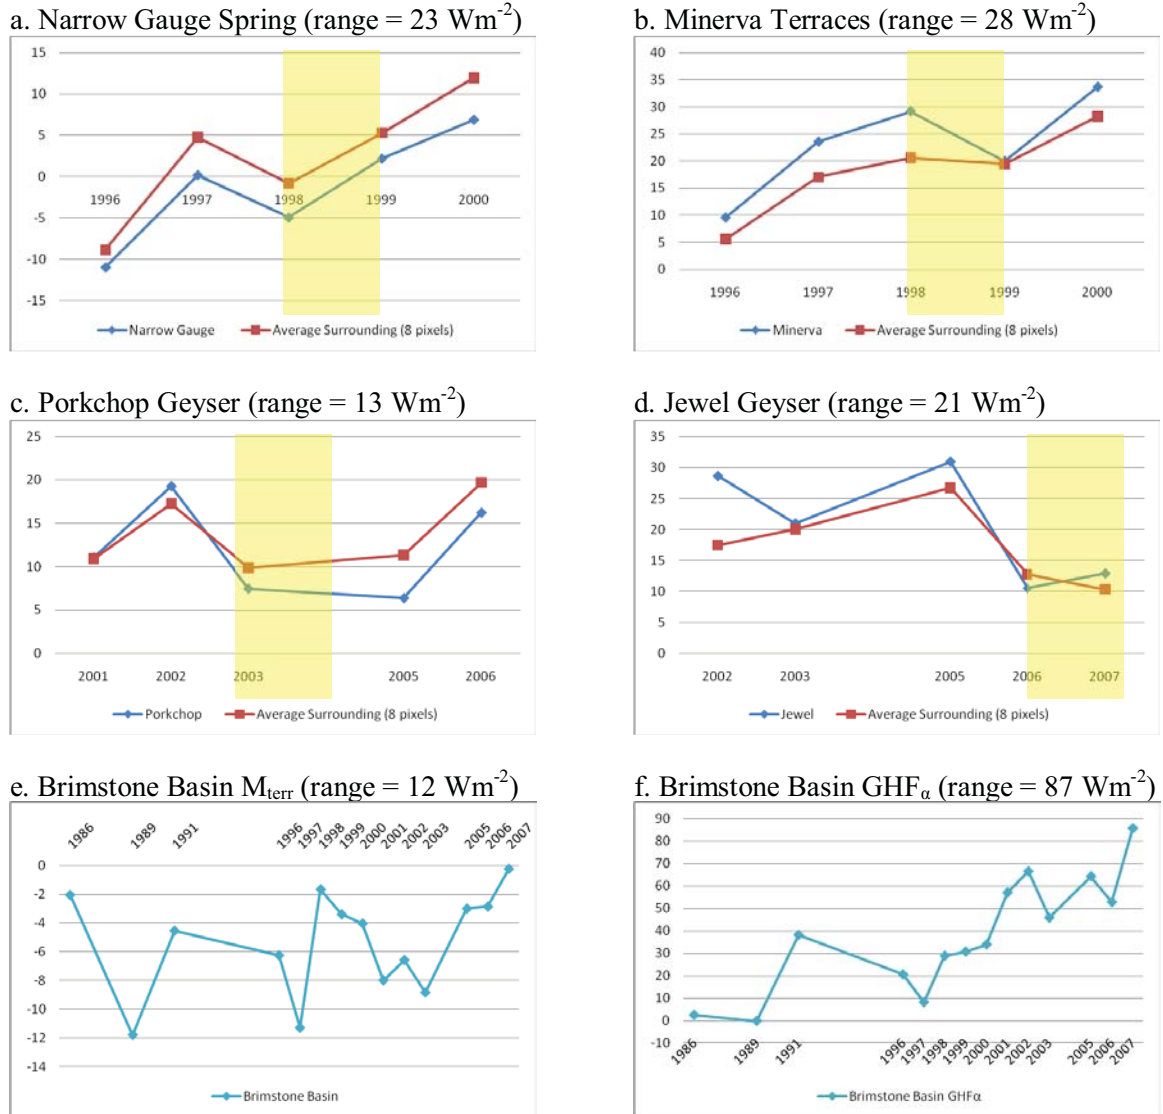 a. Narrow Gauge Spring (range = 23 Wm⁻²)
15
10
5
0
-5
-10
-15
1996 1997 1998 1999 2000
Narrow Gauge Average Surrounding (8 pixels)
b. Minerva Terraces (range = 28 Wm⁻²)
40
35
30
25
20
15
10
5
0
1996 1997 1998 1999 2000
Minerva Average Surrounding (8 pixels)
c. Porkchop Geyser (range = 13 Wm⁻²)
25
20
15
10
5
0
2001 2002 2003 2005 2006
Porkchop Average Surrounding (8 pixels)
d. Jewel Geyser (range = 21 Wm⁻²)
35
30
25
20
15
10
5
0
2002 2003 2005 2006 2007
Jewel Average Surrounding (8 pixels)
e. Brimstone Basin Mterr (range = 12 Wm⁻²)
1986 1989 1991 1996 1997 1998 1999 2000 2001 2002 2003 2005 2006 2007
0
-2
-4
-6
-8
-10
-12
-14
Brimstone Basin
f. Brimstone Basin GHFα (range = 87 Wm⁻²)
90
80
70
60
50
40
30
20
10
0
-10
1986 1989 1991 1996 1997 1998 1999 2000 2001 2002 2003 2005 2006 2007
Brimstone Basin GHFα